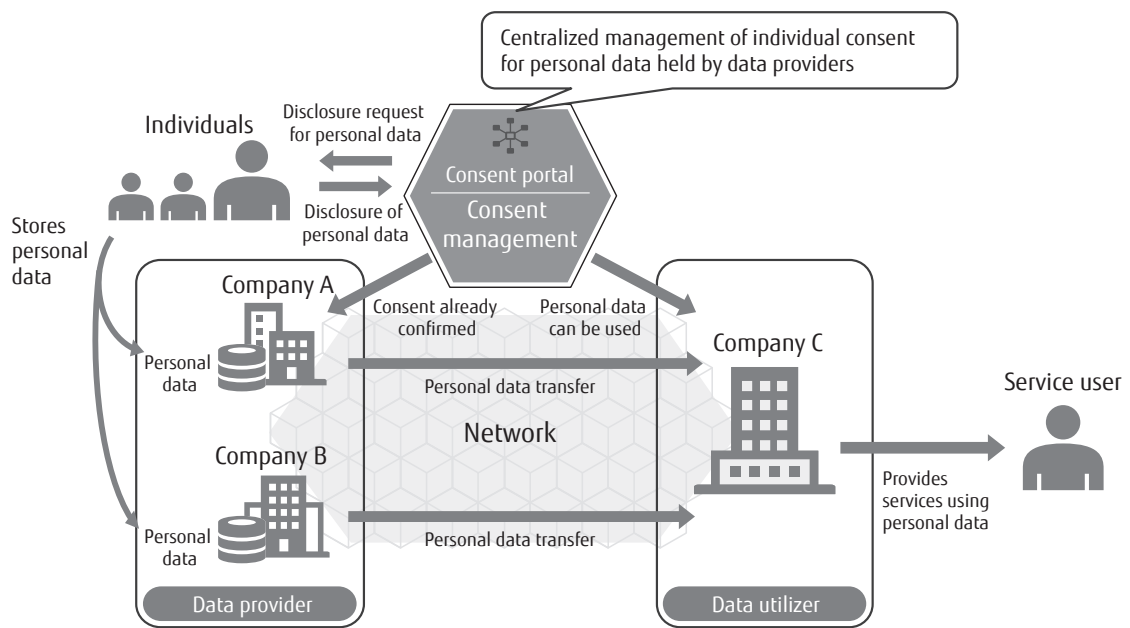 Centralized management of individual consent
for personal data held by data providers
Individuals
Disclosure request
for personal data
Consent portal
Consent
management
Disclosure of
personal data
Stores
personal
data
Company A
Consent already
confirmed
Personal data
can be used
Company C
Personal
data
Personal data transfer
Service user
Network
Company B
Provides
services using
personal data
Personal
data
Personal data transfer
Data provider
Data utilizer